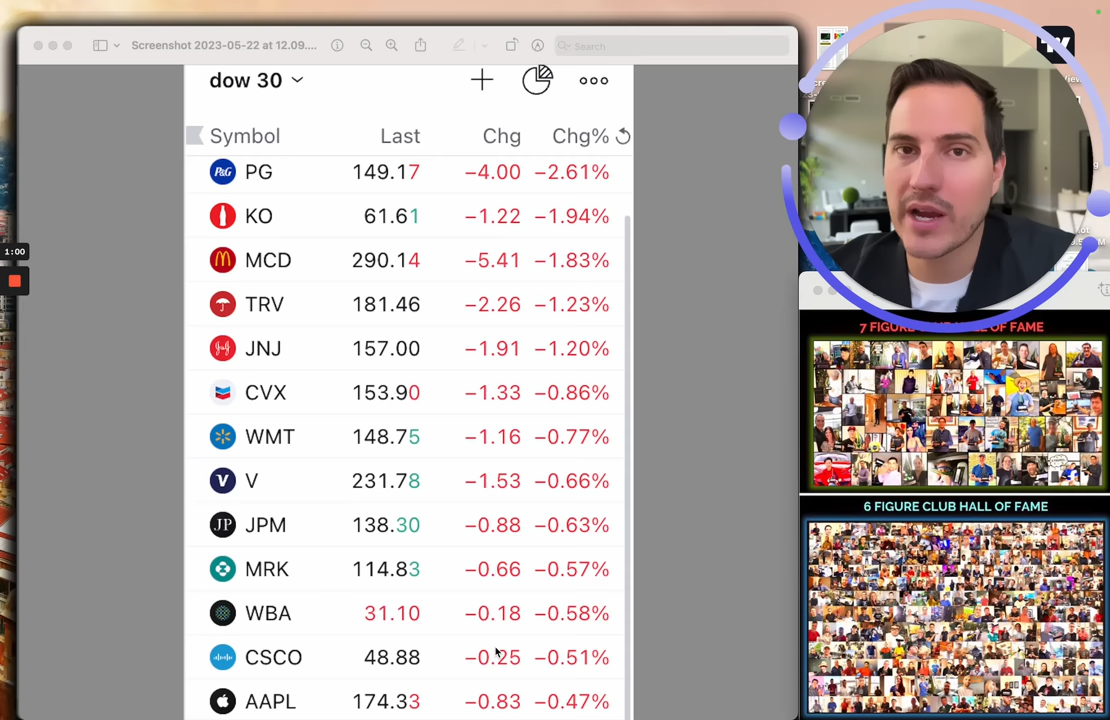 Screenshot 2023-05-22 at 12.09....
Search
dow 30
Symbol Last Chg Chg%
P&G PG 149.17 −4.00 −2.61%
KO 61.61 −1.22 −1.94%
MCD 290.14 −5.41 −1.83%
TRV 181.46 −2.26 −1.23%
JNJ 157.00 −1.91 −1.20%
CVX 153.90 −1.33 −0.86%
WMT 148.75 −1.16 −0.77%
V V 231.78 −1.53 −0.66%
JP JPM 138.30 −0.88 −0.63%
MRK 114.83 −0.66 −0.57%
WBA 31.10 −0.18 −0.58%
CSCO 48.88 −0.25 −0.51%
AAPL 174.33 −0.83 −0.47%
1:00
7 FIGURE HALL OF FAME
6 FIGURE CLUB HALL OF FAME